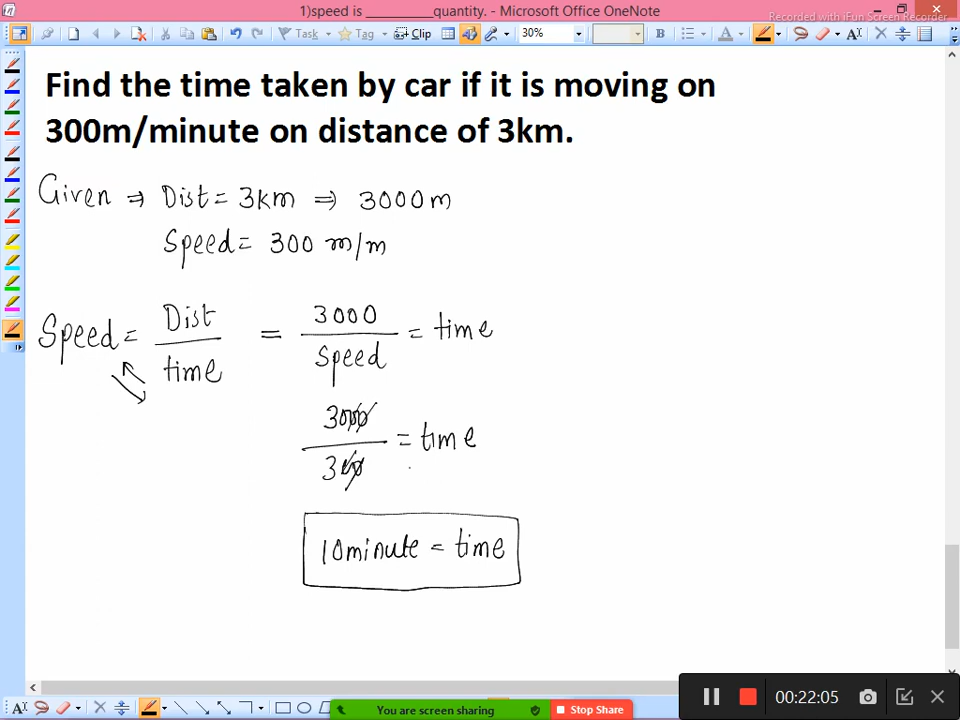 1)speed is _________quantity. - Microsoft Office OneNote
Recorded with iFun Screen Recorder
Task Tag Clip 30% B A
Find the time taken by car if it is moving on
300m/minute on distance of 3km.
Given ⇒ Dist = 3km ⇒ 3000m
Speed = 300 m/m
Speed = Dist / time = 3000 / Speed = time
3000 / 300 = time
10minute = time
You are screen sharing Stop Share
00:22:05